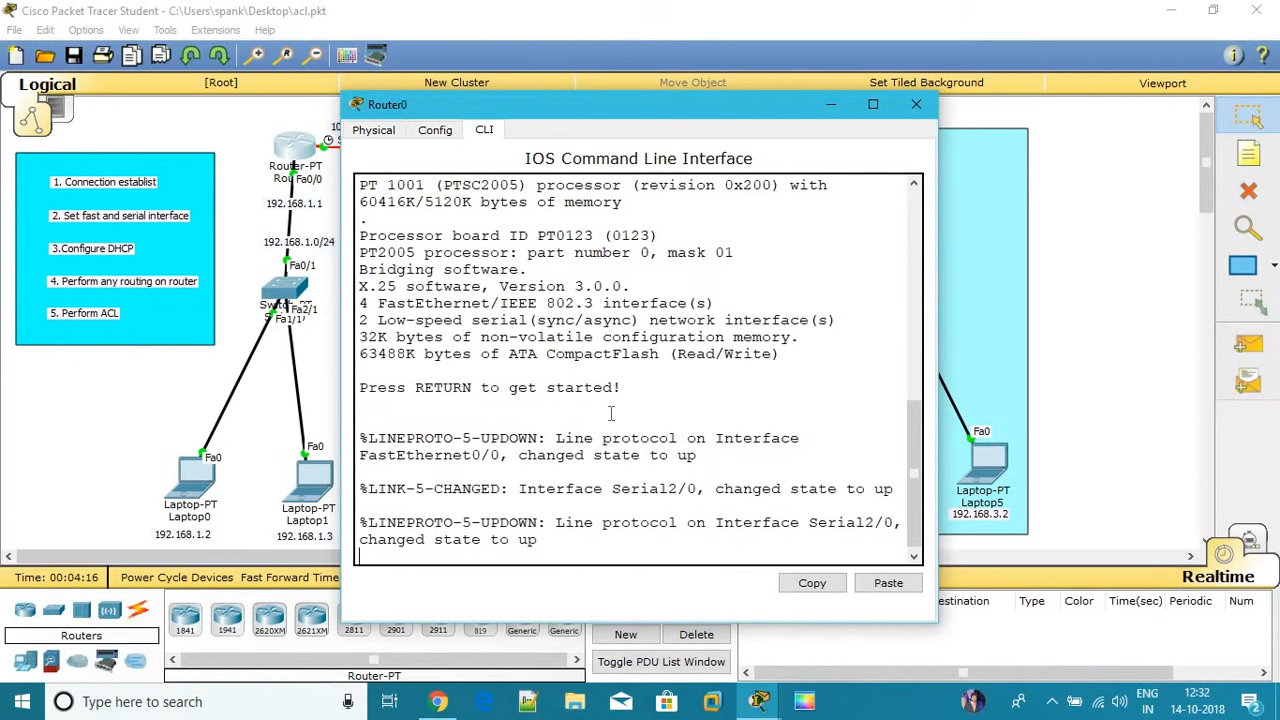 Cisco Packet Tracer Student - C:\Users\spank\Desktop\acl.pkt
File Edit Options View Tools Extensions Help
Logical [Root] New Cluster Move Object Set Tiled Background Viewport
Router0
Physical Config CLI
IOS Command Line Interface
PT 1001 (PTSC2005) processor (revision 0x200) with
60416K/5120K bytes of memory
.
Processor board ID PT0123 (0123)
PT2005 processor: part number 0, mask 01
Bridging software.
X.25 software, Version 3.0.0.
4 FastEthernet/IEEE 802.3 interface(s)
2 Low-speed serial(sync/async) network interface(s)
32K bytes of non-volatile configuration memory.
63488K bytes of ATA CompactFlash (Read/Write)
Press RETURN to get started!
%LINEPROTO-5-UPDOWN: Line protocol on Interface
FastEthernet0/0, changed state to up
%LINK-5-CHANGED: Interface Serial2/0, changed state to up
%LINEPROTO-5-UPDOWN: Line protocol on Interface Serial2/0,
changed state to up
Copy Paste
1. Connection establist
2. Set fast and serial interface
3.Configure DHCP
4. Perform any routing on router
5. Perform ACL
10
Router-PT
Rou Fa0/0
192.168.1.1
192.168.1.0/24
Fa0/1
Fa2/1
Fa1/1
Fa0
Laptop-PT
Laptop0
192.168.1.2
Fa0
Laptop-PT
Laptop1
192.168.1.3
Fa0
Laptop-PT
Laptop5
192.168.3.2
Time: 00:04:16 Power Cycle Devices Fast Forward Time
Realtime
Routers
1841 1941 2620XM 2621XM 2811 2901 2911 819 Generic Generic
Router-PT
New Delete
Toggle PDU List Window
estination Type Color Time(sec) Periodic Num
Type here to search
ENG
IN
12:32
14-10-2018
2